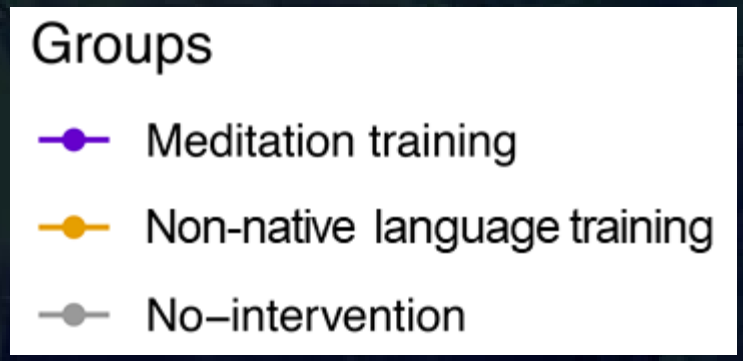 Groups
Meditation training
Non-native language training
No–intervention